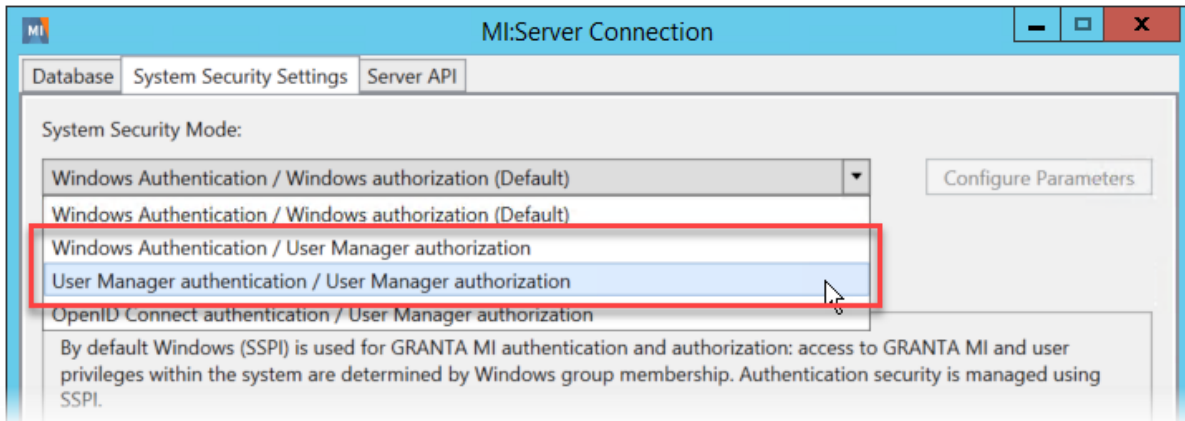 MI
MI:Server Connection
x
Database System Security Settings Server API
System Security Mode:
Windows Authentication / Windows authorization (Default)
Configure Parameters
Windows Authentication / Windows authorization (Default)
Windows Authentication / User Manager authorization
User Manager authentication / User Manager authorization
OpenID Connect authentication / User Manager authorization
By default Windows (SSPI) is used for GRANTA MI authentication and authorization: access to GRANTA MI and user
privileges within the system are determined by Windows group membership. Authentication security is managed using
SSPI.